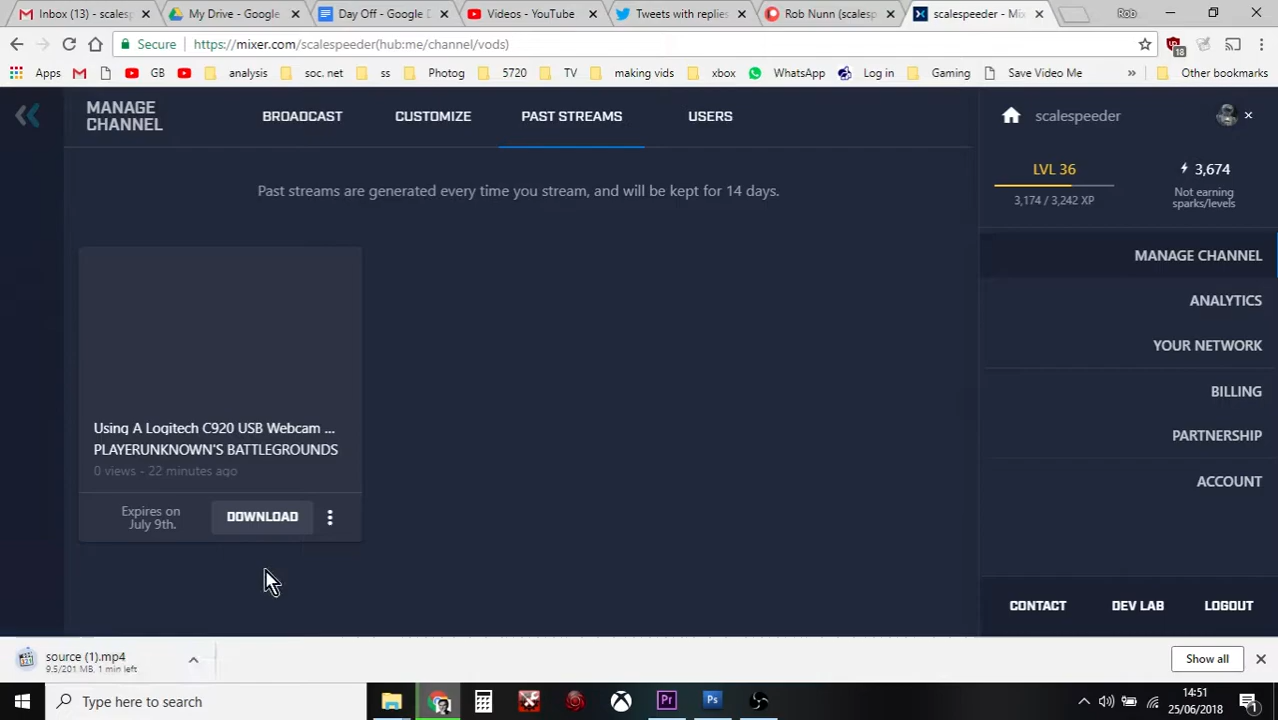 Inbox (13) - scalesp
My Drive - Google
Day Off - Google D
Videos - YouTube
Tweets with replies
Rob Nunn (scalesp
scalespeeder - Mix
Rob
Secure
https://mixer.com/scalespeeder(hub:me/channel/vods)
18
Apps
GB
analysis
soc. net
ss
Photog
5720
TV
making vids
xbox
WhatsApp
Log in
Gaming
Save Video Me
»
Other bookmarks
MANAGE
CHANNEL
BROADCAST
CUSTOMIZE
PAST STREAMS
USERS
scalespeeder
Past streams are generated every time you stream, and will be kept for 14 days.
LVL 36
3,174 / 3,242 XP
3,674
Not earning
sparks/levels
MANAGE CHANNEL
ANALYTICS
YOUR NETWORK
BILLING
PARTNERSHIP
ACCOUNT
Using A Logitech C920 USB Webcam ...
PLAYERUNKNOWN'S BATTLEGROUNDS
0 views - 22 minutes ago
Expires on
July 9th.
DOWNLOAD
CONTACT
DEV LAB
LOGOUT
source (1).mp4
9.5/201 MB, 1 min left
Show all
Type here to search
Pr
Ps
14:51
25/06/2018
1